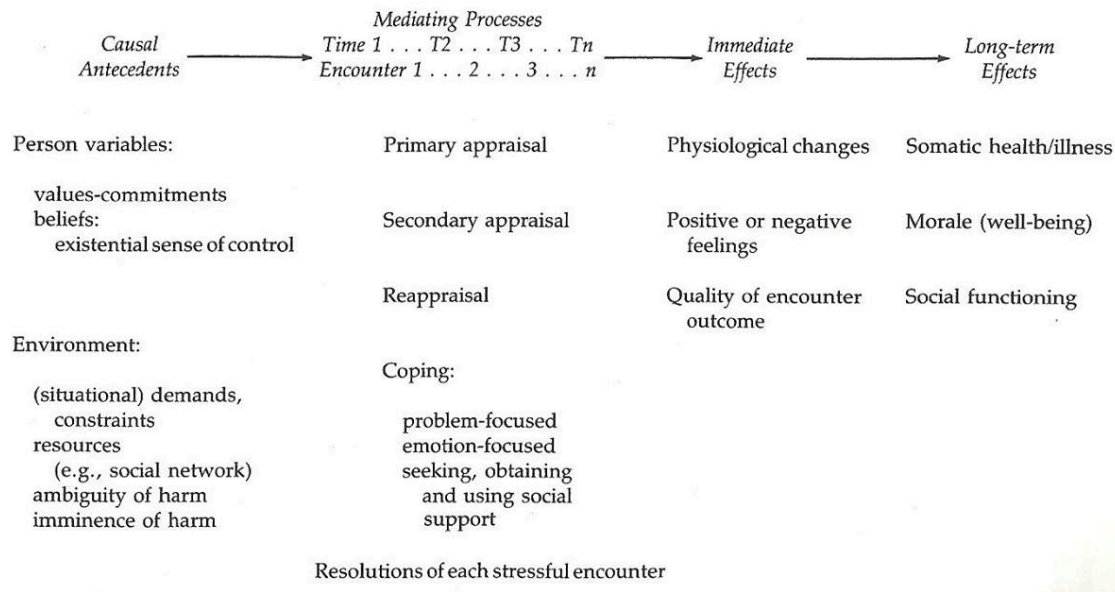 Causal
Antecedents
Mediating Processes
Time 1 . . . T2 . . . T3 . . . Tn
Encounter 1 . . . 2 . . . 3 . . . n
Immediate
Effects
Long-term
Effects
Person variables:
values-commitments
beliefs:
existential sense of control
Environment:
(situational) demands,
constraints
resources
(e.g., social network)
ambiguity of harm
imminence of harm
Primary appraisal
Secondary appraisal
Reappraisal
Coping:
problem-focused
emotion-focused
seeking, obtaining
and using social
support
Resolutions of each stressful encounter
Physiological changes
Positive or negative
feelings
Quality of encounter
outcome
Somatic health/illness
Morale (well-being)
Social functioning